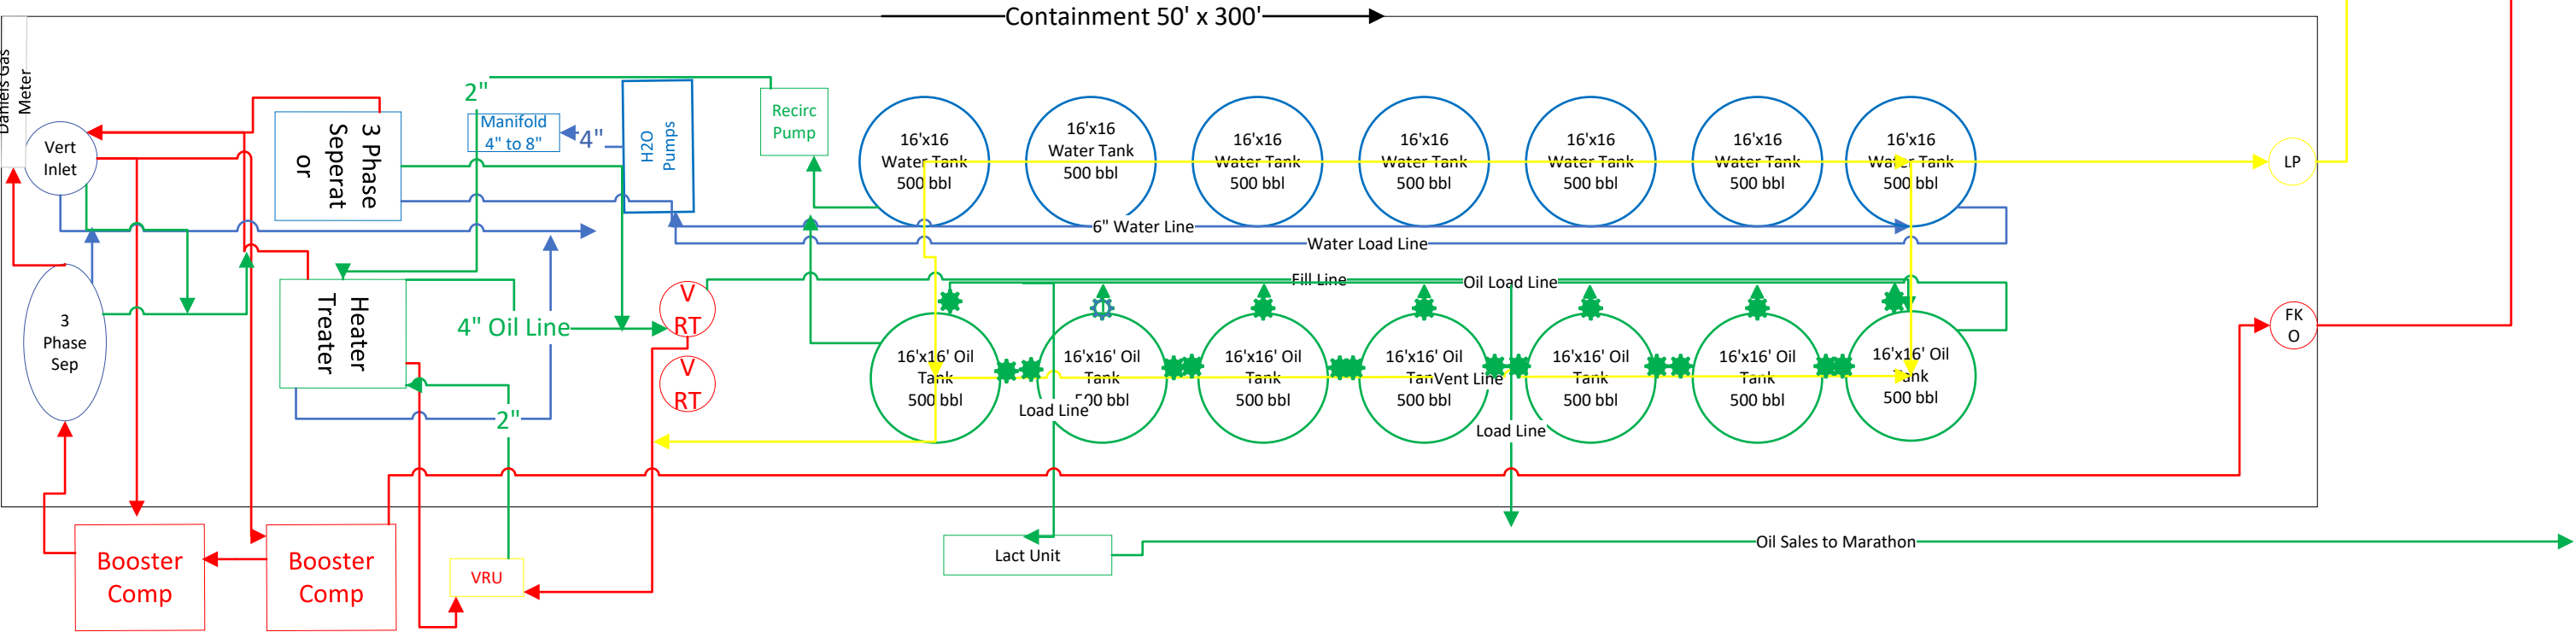 Containment 50' x 300'
Daniels Gas
Meter
Vert
Inlet
3 Phase
Seperat
or
2"
Manifold
4" to 8"
4"
H2O
Pumps
Recirc
Pump
16'x16
Water Tank
500 bbl
16'x16
Water Tank
500 bbl
16'x16
Water Tank
500 bbl
16'x16
Water Tank
500 bbl
16'x16
Water Tank
500 bbl
16'x16
Water Tank
500 bbl
16'x16
Water Tank
500 bbl
LP
6" Water Line
Water Load Line
Fill Line
Oil Load Line
3
Phase
Sep
Heater
Treater
4" Oil Line
V
RT
V
RT
16'x16' Oil
Tank
500 bbl
16'x16' Oil
Tank
500 bbl
16'x16' Oil
Tank
500 bbl
16'x16' Oil
Tank
500 bbl
16'x16' Oil
Tank
500 bbl
16'x16' Oil
Tank
500 bbl
16'x16' Oil
Tank
500 bbl
FK
O
Vent Line
Load Line
Load Line
2"
Booster
Comp
Booster
Comp
VRU
Lact Unit
Oil Sales to Marathon